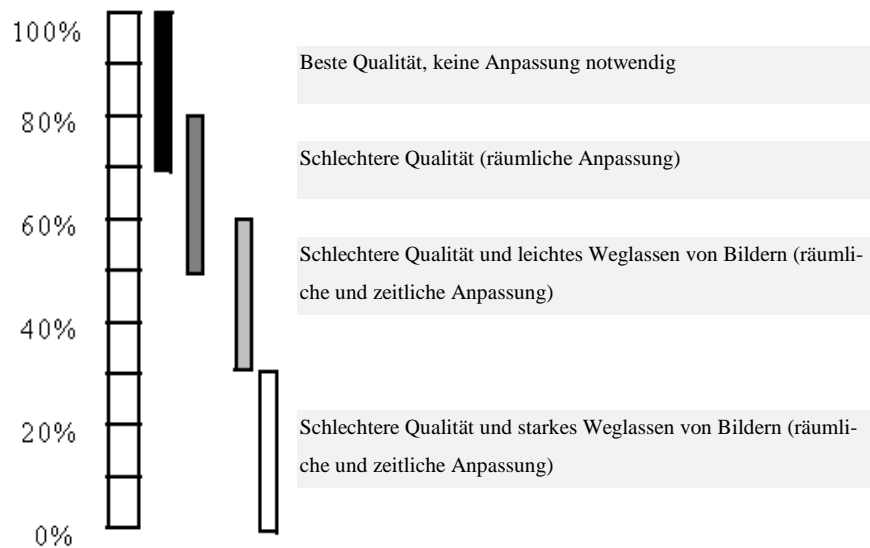 100%
Beste Qualität, keine Anpassung notwendig
80%
Schlechtere Qualität (räumliche Anpassung)
60%
Schlechtere Qualität und leichtes Weglassen von Bildern (räumli-
che und zeitliche Anpassung)
40%
20%
Schlechtere Qualität und starkes Weglassen von Bildern (räumli-
che und zeitliche Anpassung)
0%